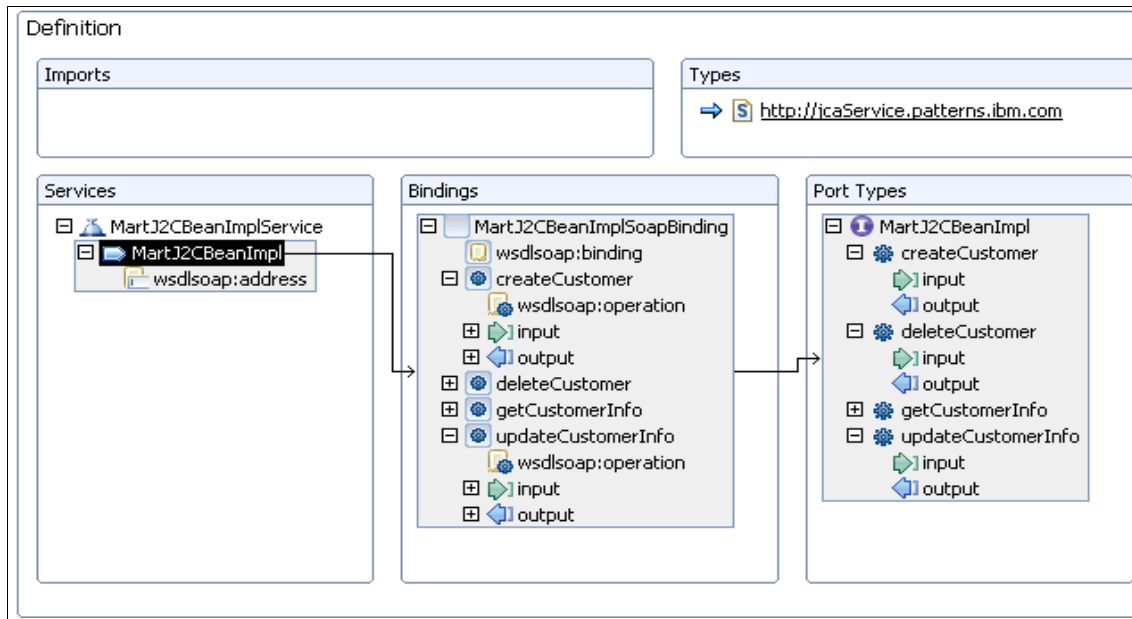 Definition
Imports
Types
http://jcaService.patterns.ibm.com
Services
MartJ2CBeanImplService
MartJ2CBeanImpl
wsdlsoap:address
Bindings
MartJ2CBeanImplSoapBinding
wsdlsoap:binding
createCustomer
wsdlsoap:operation
input
output
deleteCustomer
getCustomerInfo
updateCustomerInfo
wsdlsoap:operation
input
output
Port Types
MartJ2CBeanImpl
createCustomer
input
output
deleteCustomer
input
output
getCustomerInfo
updateCustomerInfo
input
output